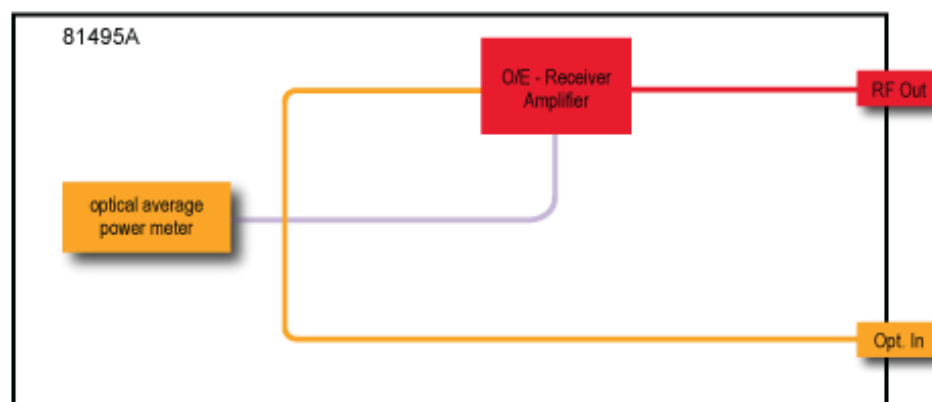 81495A
O/E - Receiver
Amplifier
RF Out
optical average
power meter
Opt. In